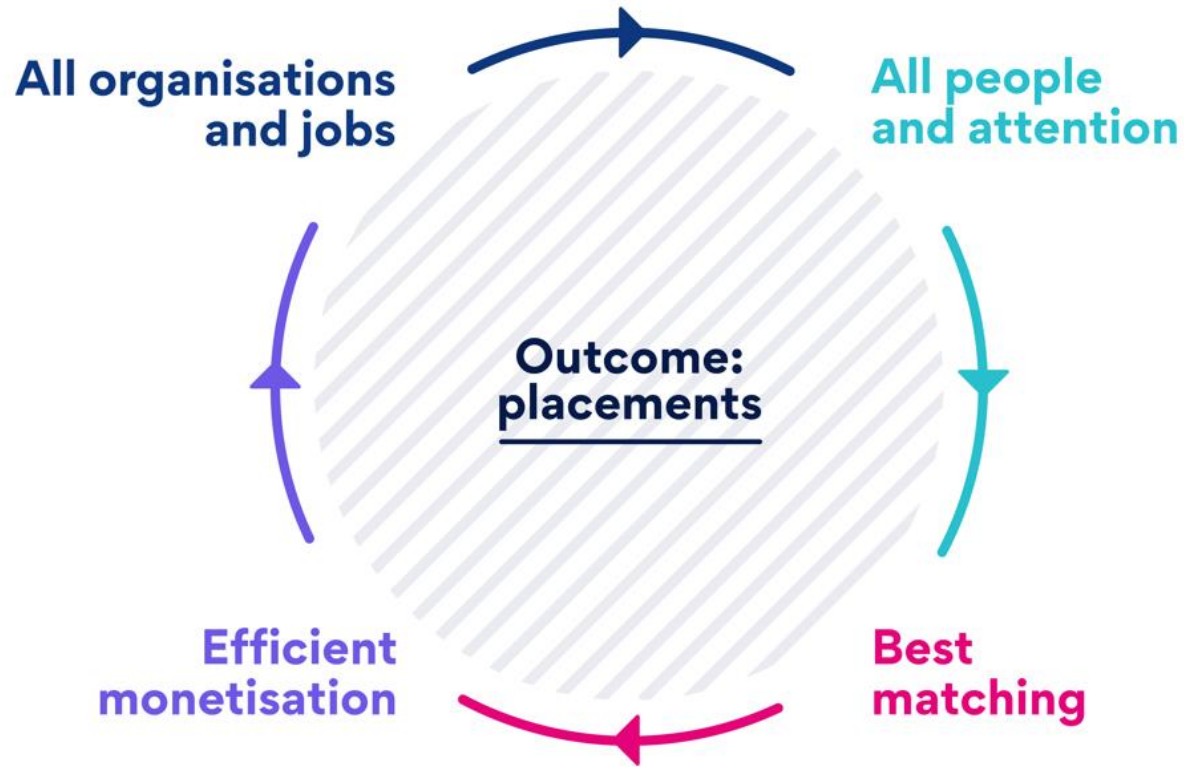 All organisations
and jobs
All people
and attention
Outcome:
placements
Efficient
monetisation
Best
matching